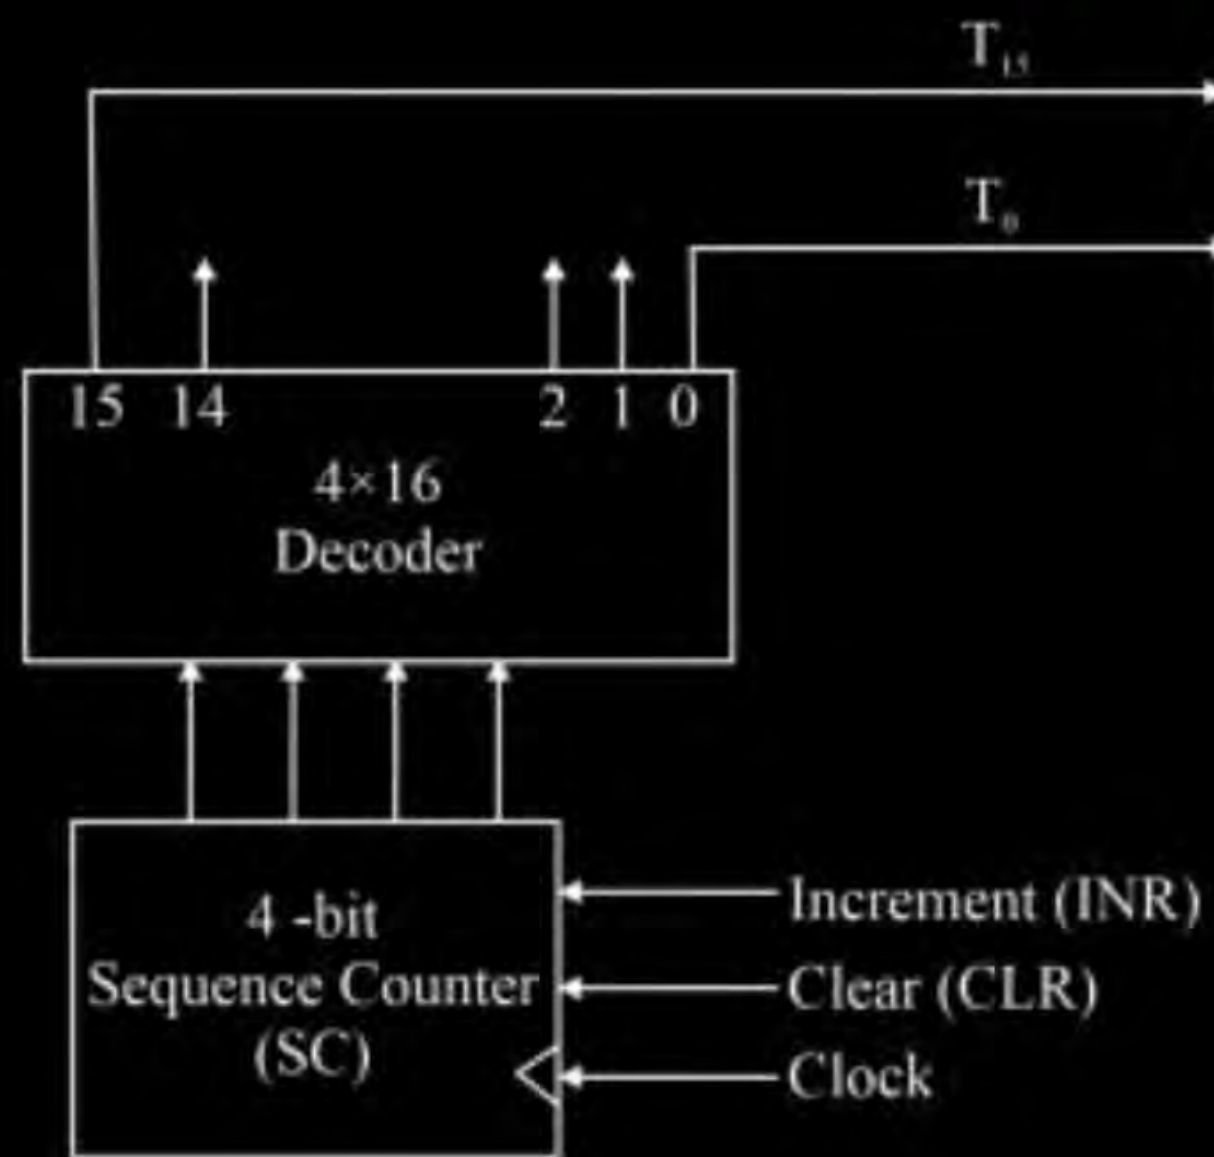 T₁₅
T₀
15 14 2 1 0
4×16
Decoder
4 -bit
Sequence Counter
(SC)
Increment (INR)
Clear (CLR)
Clock